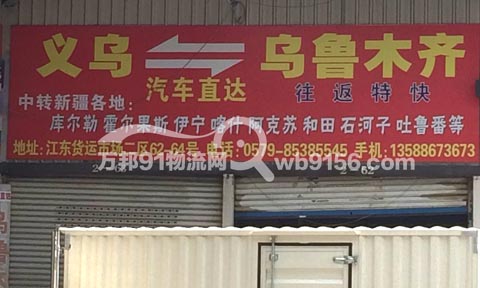 义乌 ⇌ 乌鲁木齐
汽车直达 往返特快
中转新疆各地：
库尔勒 霍尔果斯 伊宁 喀什 阿克苏 和田 石河子 吐鲁番等
地址：江东货运市场二区62-64号 电话：0579-85385545 手机：13588673673
万邦91物流网 wb9156.com